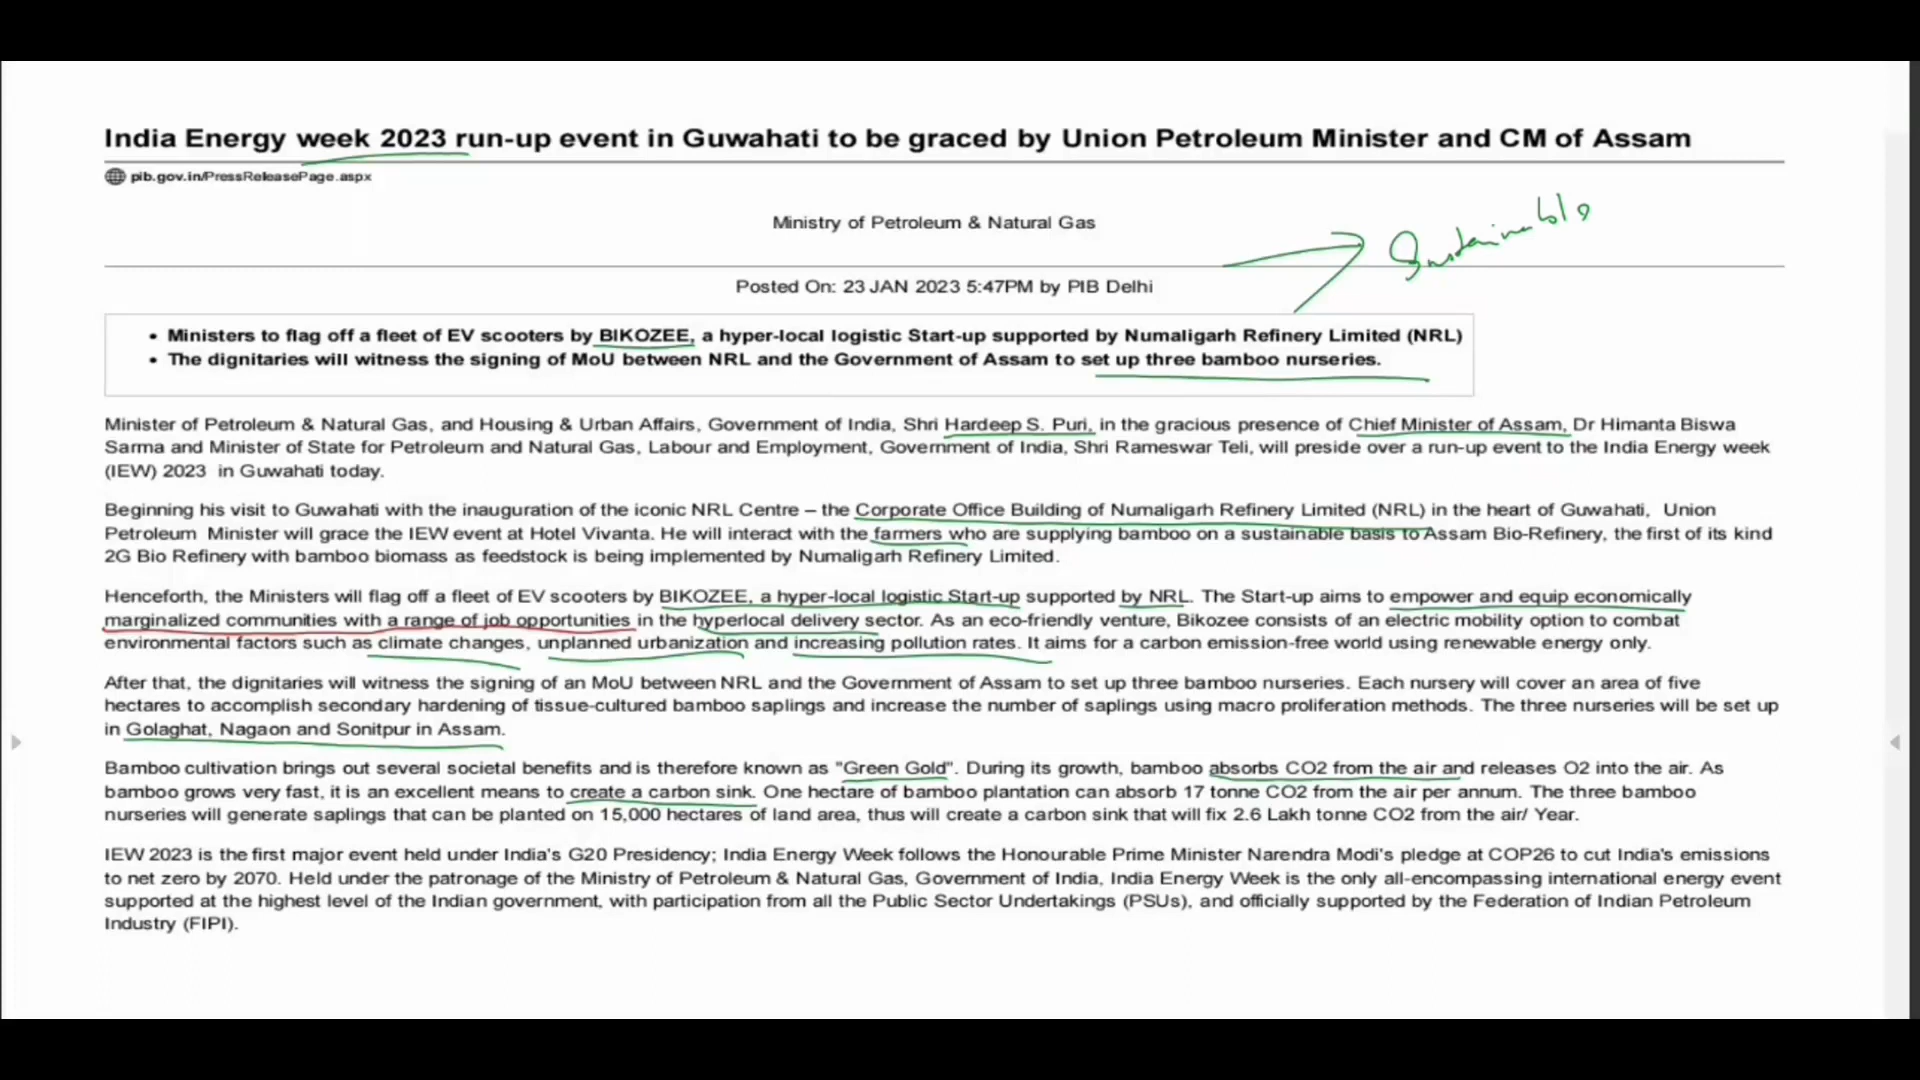 India Energy week 2023 run-up event in Guwahati to be graced by Union Petroleum Minister and CM of Assam
pib.gov.in/PressReleasePage.aspx
Ministry of Petroleum & Natural Gas
Sustainable
Posted On: 23 JAN 2023 5:47PM by PIB Delhi
• Ministers to flag off a fleet of EV scooters by BIKOZEE, a hyper-local logistic Start-up supported by Numaligarh Refinery Limited (NRL)
• The dignitaries will witness the signing of MoU between NRL and the Government of Assam to set up three bamboo nurseries.
Minister of Petroleum & Natural Gas, and Housing & Urban Affairs, Government of India, Shri Hardeep S. Puri, in the gracious presence of Chief Minister of Assam, Dr Himanta Biswa
Sarma and Minister of State for Petroleum and Natural Gas, Labour and Employment, Government of India, Shri Rameswar Teli, will preside over a run-up event to the India Energy week
(IEW) 2023 in Guwahati today.
Beginning his visit to Guwahati with the inauguration of the iconic NRL Centre – the Corporate Office Building of Numaligarh Refinery Limited (NRL) in the heart of Guwahati, Union
Petroleum Minister will grace the IEW event at Hotel Vivanta. He will interact with the farmers who are supplying bamboo on a sustainable basis to Assam Bio-Refinery, the first of its kind
2G Bio Refinery with bamboo biomass as feedstock is being implemented by Numaligarh Refinery Limited.
Henceforth, the Ministers will flag off a fleet of EV scooters by BIKOZEE, a hyper-local logistic Start-up supported by NRL. The Start-up aims to empower and equip economically
marginalized communities with a range of job opportunities in the hyperlocal delivery sector. As an eco-friendly venture, Bikozee consists of an electric mobility option to combat
environmental factors such as climate changes, unplanned urbanization and increasing pollution rates. It aims for a carbon emission-free world using renewable energy only.
After that, the dignitaries will witness the signing of an MoU between NRL and the Government of Assam to set up three bamboo nurseries. Each nursery will cover an area of five
hectares to accomplish secondary hardening of tissue-cultured bamboo saplings and increase the number of saplings using macro proliferation methods. The three nurseries will be set up
in Golaghat, Nagaon and Sonitpur in Assam.
Bamboo cultivation brings out several societal benefits and is therefore known as "Green Gold". During its growth, bamboo absorbs CO2 from the air and releases O2 into the air. As
bamboo grows very fast, it is an excellent means to create a carbon sink. One hectare of bamboo plantation can absorb 17 tonne CO2 from the air per annum. The three bamboo
nurseries will generate saplings that can be planted on 15,000 hectares of land area, thus will create a carbon sink that will fix 2.6 Lakh tonne CO2 from the air/ Year.
IEW 2023 is the first major event held under India's G20 Presidency; India Energy Week follows the Honourable Prime Minister Narendra Modi's pledge at COP26 to cut India's emissions
to net zero by 2070. Held under the patronage of the Ministry of Petroleum & Natural Gas, Government of India, India Energy Week is the only all-encompassing international energy event
supported at the highest level of the Indian government, with participation from all the Public Sector Undertakings (PSUs), and officially supported by the Federation of Indian Petroleum
Industry (FIPI).